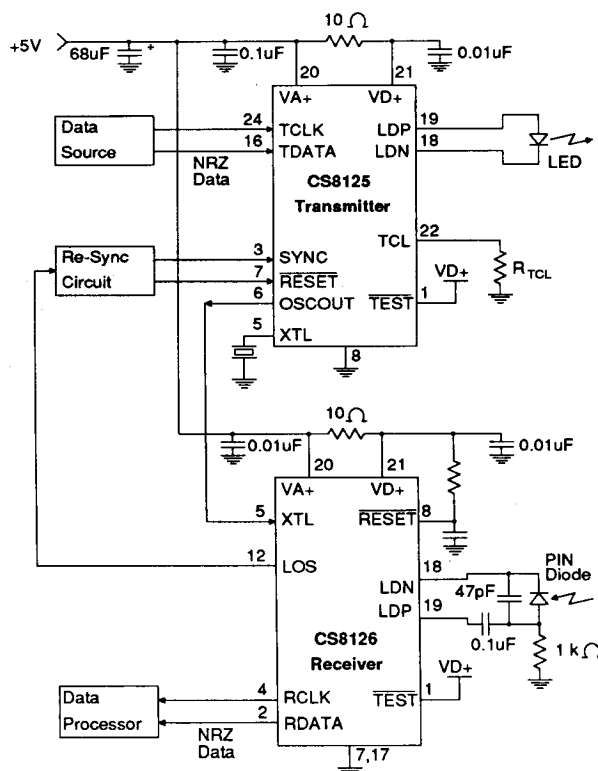 10 Ω
+5V
68uF
+
0.1uF
0.01uF
20
21
VA+
VD+
Data
Source
24
TCLK
16
TDATA
NRZ
Data
LDP
19
LDN
18
LED
CS8125
Transmitter
TCL
22
RTCL
Re-Sync
Circuit
3
SYNC
7
RESET
6
OSCOUT
5
XTL
VD+
TEST
1
8
10 Ω
0.01uF
0.01uF
20
21
VA+
VD+
5
XTL
RESET
8
12
LOS
18
LDN
47pF
PIN
Diode
LDP
19
0.1uF
1 kΩ
CS8126
Receiver
VD+
Data
Processor
4
RCLK
TEST
1
2
RDATA
NRZ
Data
7,17